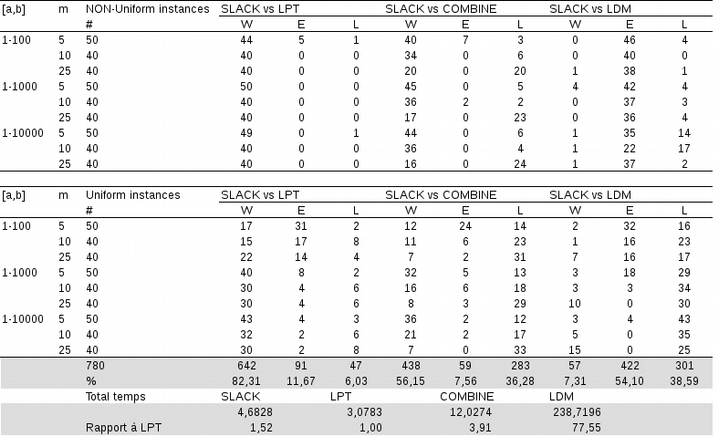 [a,b] m NON-Uniform instances SLACK vs LPT SLACK vs COMBINE SLACK vs LDM
# W E L W E L W E L
1-100 5 50 44 5 1 40 7 3 0 46 4
10 40 40 0 0 34 0 6 0 40 0
25 40 40 0 0 20 0 20 1 38 1
1-1000 5 50 50 0 0 45 0 5 4 42 4
10 40 40 0 0 36 2 2 0 37 3
25 40 40 0 0 17 0 23 0 36 4
1-10000 5 50 49 0 1 44 0 6 1 35 14
10 40 40 0 0 36 0 4 1 22 17
25 40 40 0 0 16 0 24 1 37 2
[a,b] m Uniform instances SLACK vs LPT SLACK vs COMBINE SLACK vs LDM
# W E L W E L W E L
1-100 5 50 17 31 2 12 24 14 2 32 16
10 40 15 17 8 11 6 23 1 16 23
25 40 22 14 4 7 2 31 7 16 17
1-1000 5 50 40 8 2 32 5 13 3 18 29
10 40 30 4 6 16 6 18 3 3 34
25 40 30 4 6 8 3 29 10 0 30
1-10000 5 50 43 4 3 36 2 12 3 4 43
10 40 32 2 6 21 2 17 5 0 35
25 40 30 2 8 7 0 33 15 0 25
780 642 91 47 438 59 283 57 422 301
% 82,31 11,67 6,03 56,15 7,56 36,28 7,31 54,10 38,59
Total temps SLACK LPT COMBINE LDM
4,6828 3,0783 12,0274 238,7196
Rapport à LPT 1,52 1,00 3,91 77,55